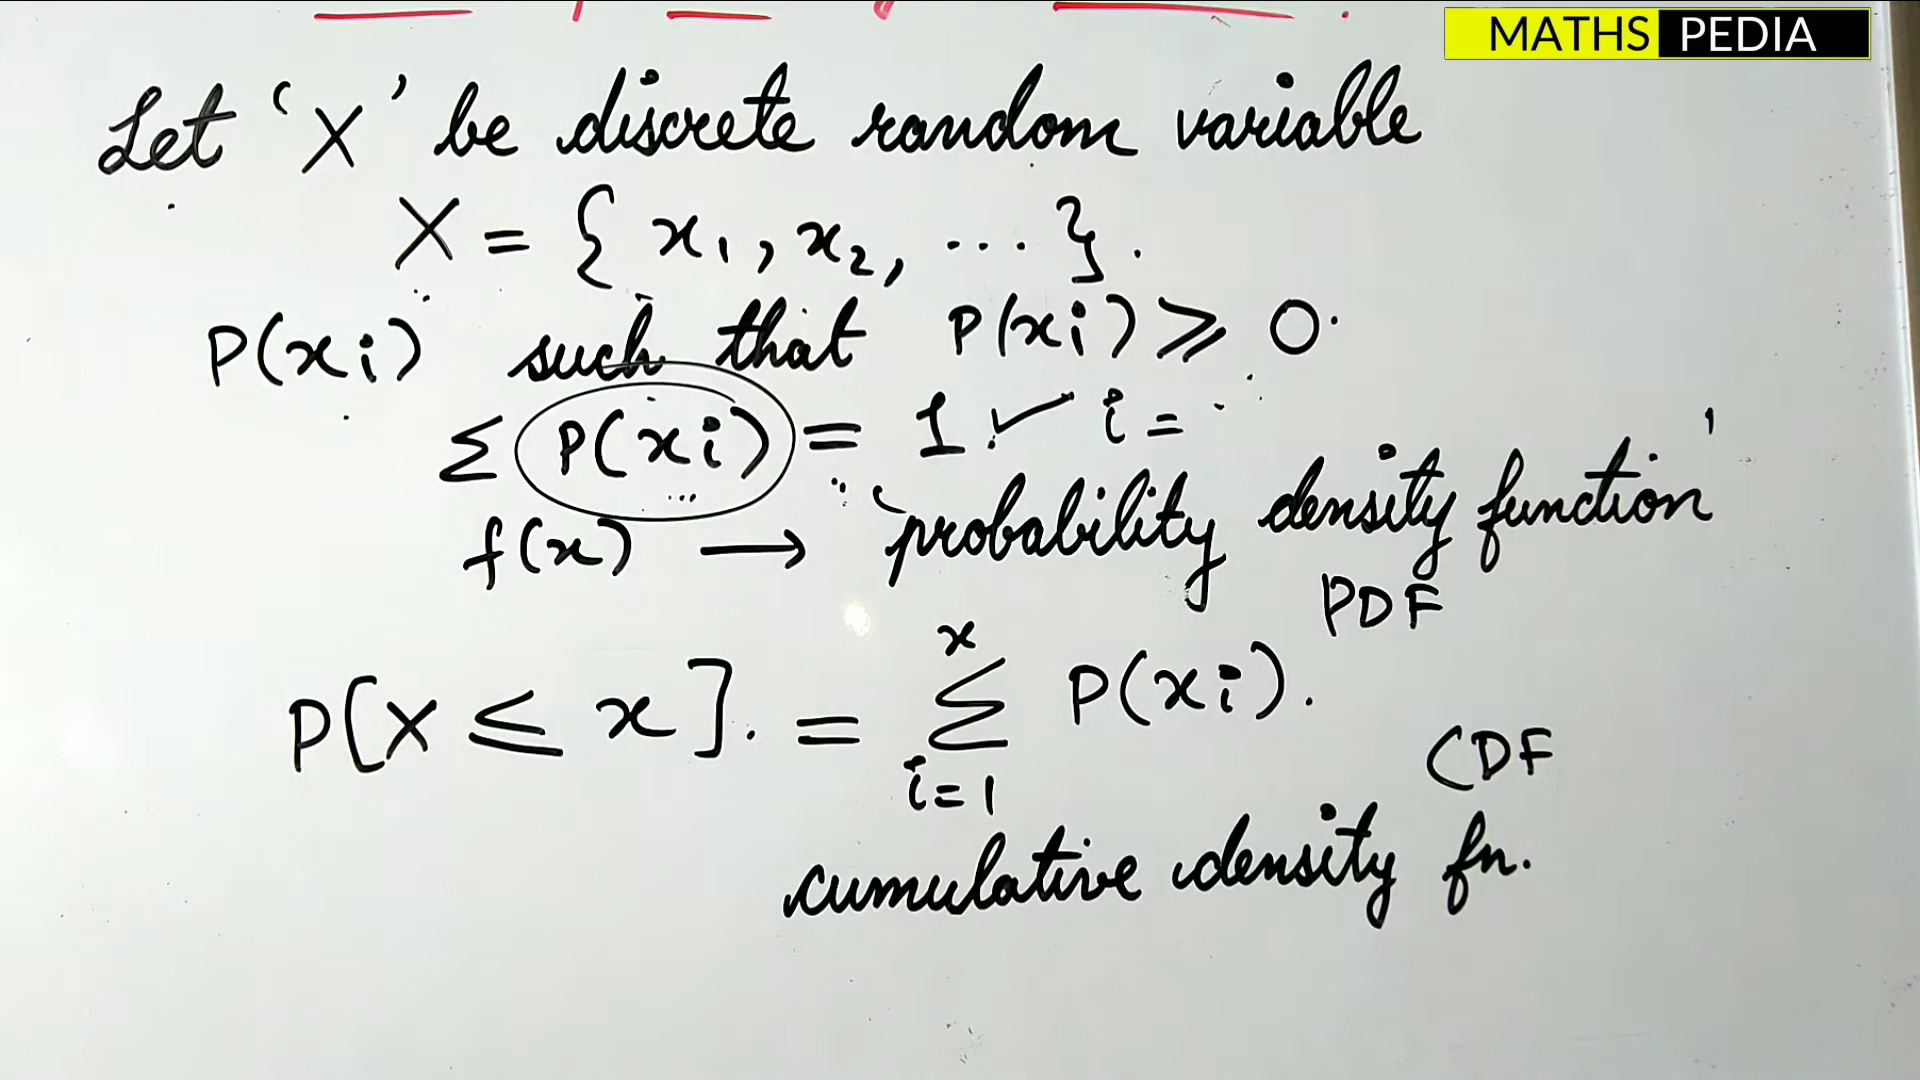 MATHS PEDIA
Let 'X' be discrete random variable
X = { x₁, x₂, ... }.
P(xi) such that P(xi) ⩾ 0.
Σ P(xi) = 1 ✓ i =
f(x) → 'probability density function'
PDF
P[X ≤ x]. = Σ P(xi).
x
i=1
CDF
cumulative density fn.